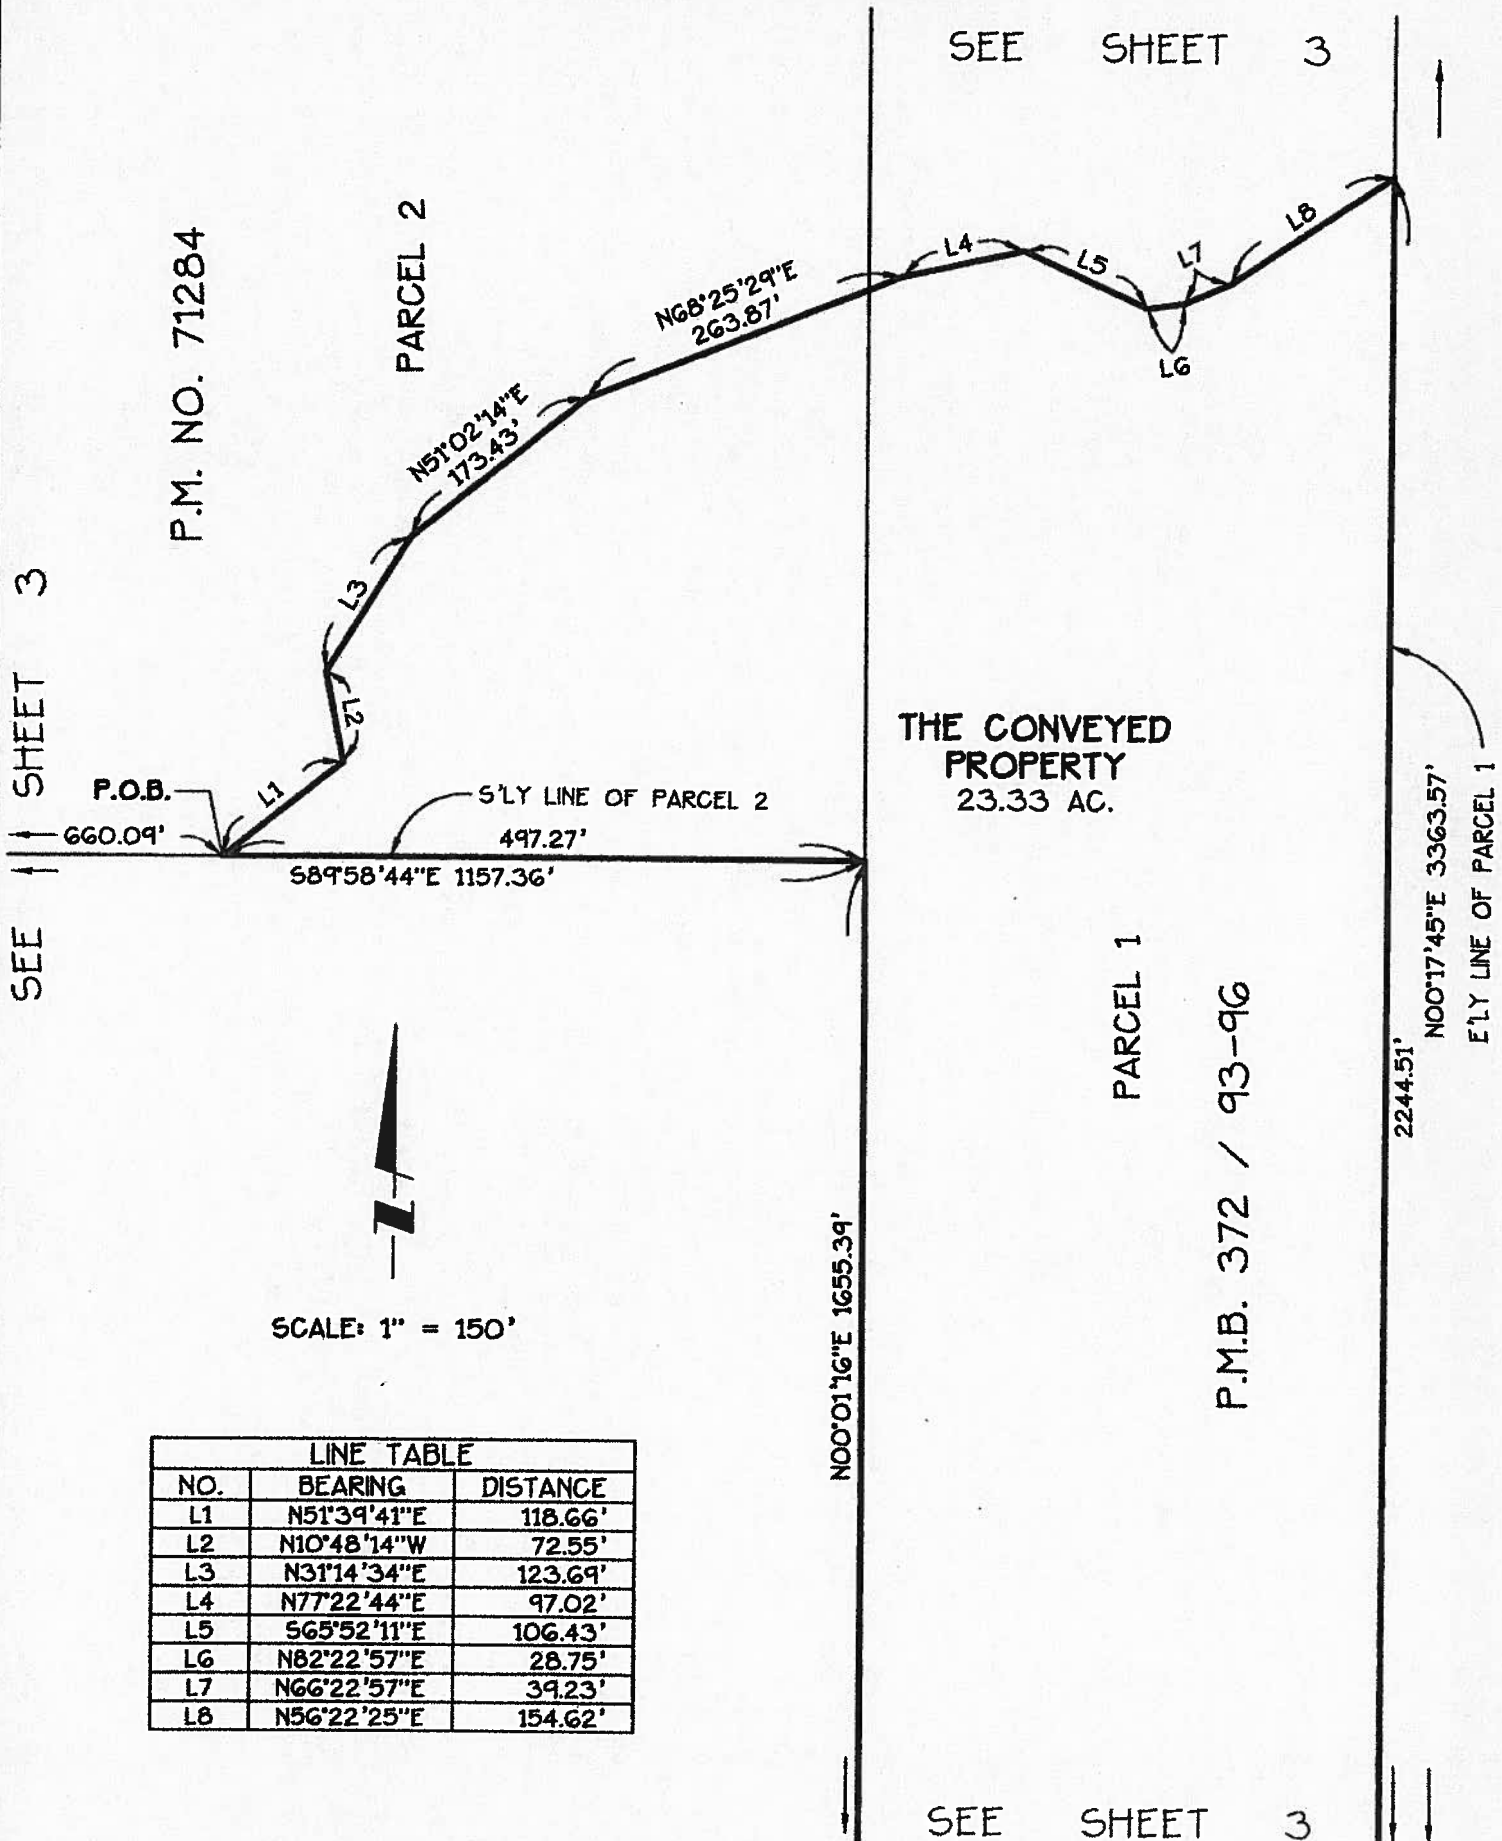 SEE SHEET 3
P.M. NO. 71284
PARCEL 2
N68°25'29"E
263.87'
L4
L5
L7
L8
L6
N51°02'14"E
173.43'
L3
L2
L1
SEE SHEET 3
P.O.B.
660.09'
S'LY LINE OF PARCEL 2
497.27'
S89°58'44"E 1157.36'
THE CONVEYED
PROPERTY
23.33 AC.
PARCEL 1
P.M.B. 372 / 93-96
N00°17'45"E 3363.57'
E'LY LINE OF PARCEL 1
2244.51'
N00°01'16"E 1655.39'
Z
SCALE: 1" = 150'
LINE TABLE
NO. BEARING DISTANCE
L1 N51°39'41"E 118.66'
L2 N10°48'14"W 72.55'
L3 N31°14'34"E 123.69'
L4 N77°22'44"E 97.02'
L5 S65°52'11"E 106.43'
L6 N82°22'57"E 28.75'
L7 N66°22'57"E 39.23'
L8 N56°22'25"E 154.62'
SEE SHEET 3